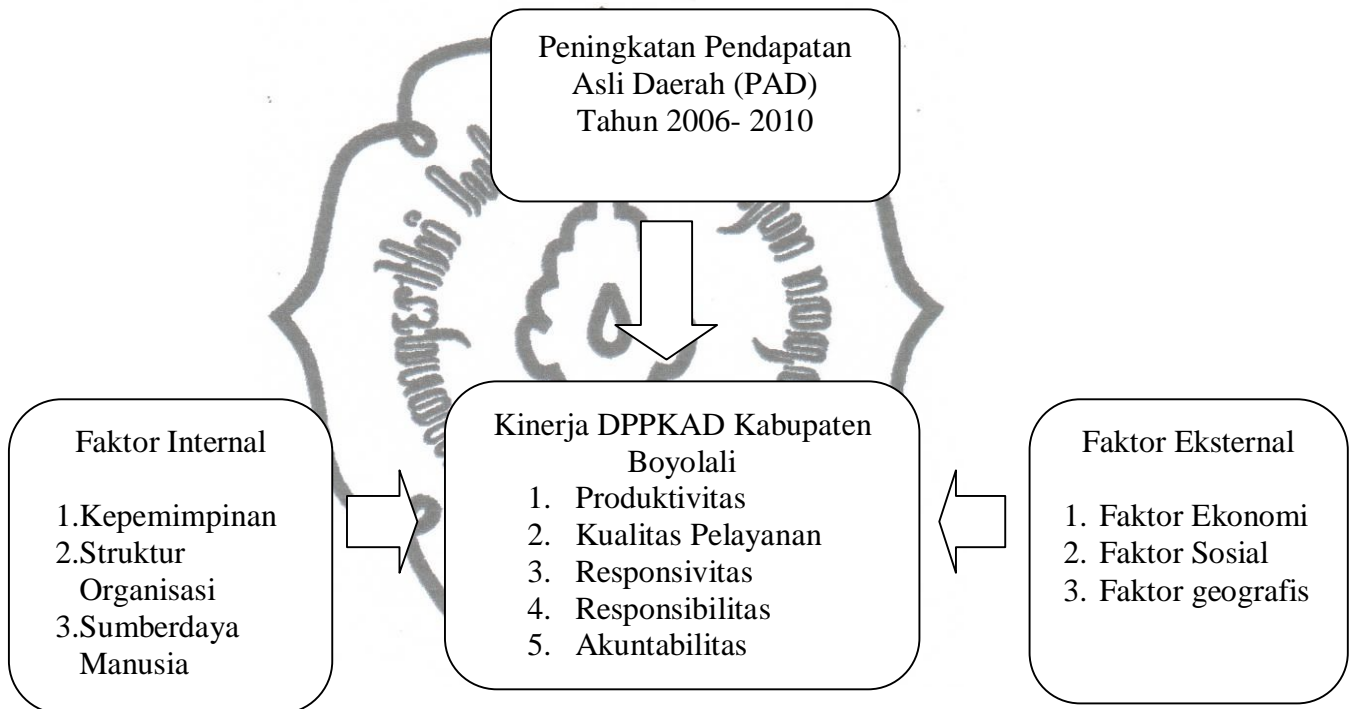 Peningkatan Pendapatan
Asli Daerah (PAD)
Tahun 2006- 2010
Faktor Internal
1.Kepemimpinan
2.Struktur
Organisasi
3.Sumberdaya
Manusia
Kinerja DPPKAD Kabupaten
Boyolali
1. Produktivitas
2. Kualitas Pelayanan
3. Responsivitas
4. Responsibilitas
5. Akuntabilitas
Faktor Eksternal
1. Faktor Ekonomi
2. Faktor Sosial
3. Faktor geografis